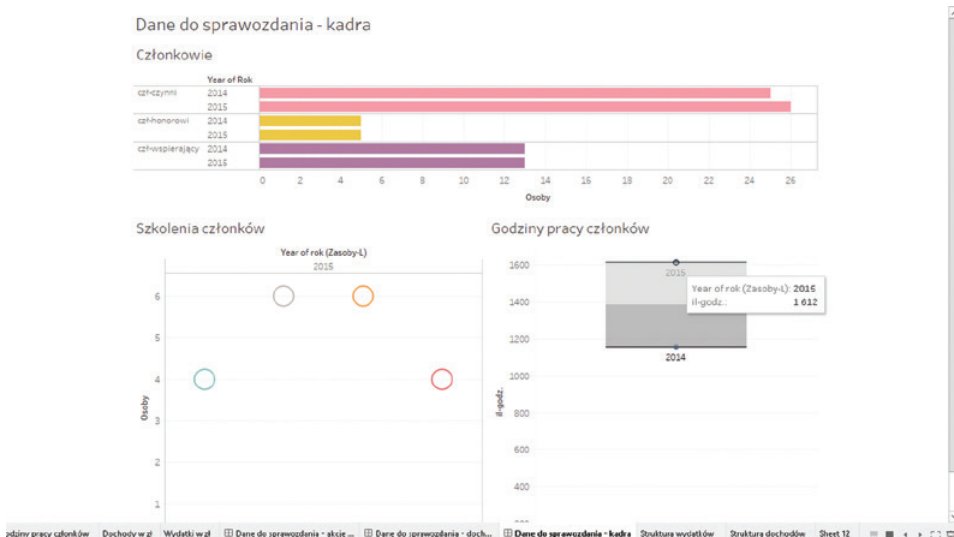 Dane do sprawozdania - kadra
Członkowie
Year of Rok
czł-czynni 2014
2015
czł-honorowi 2014
2015
czł-wspierający 2014
2015
0 2 4 6 8 10 12 14 16 18 20 22 24 26
Osoby
Szkolenia członków
Year of rok (Zasoby-L)
2015
6
5
4
3
2
1
Osoby
Godziny pracy członków
1600
1400
1200
1000
800
600
400
200
il-godz.
2015
Year of rok (Zasoby-L): 2015
il-godz.: 1 612
2014
odziny pracy członków Dochody w zł Wydatki w zł Dane do sprawozdania - akcje ... Dane do sprawozdania - doch... Dane do sprawozdania - kadra Struktura wydatków Struktura dochodów Sheet 12